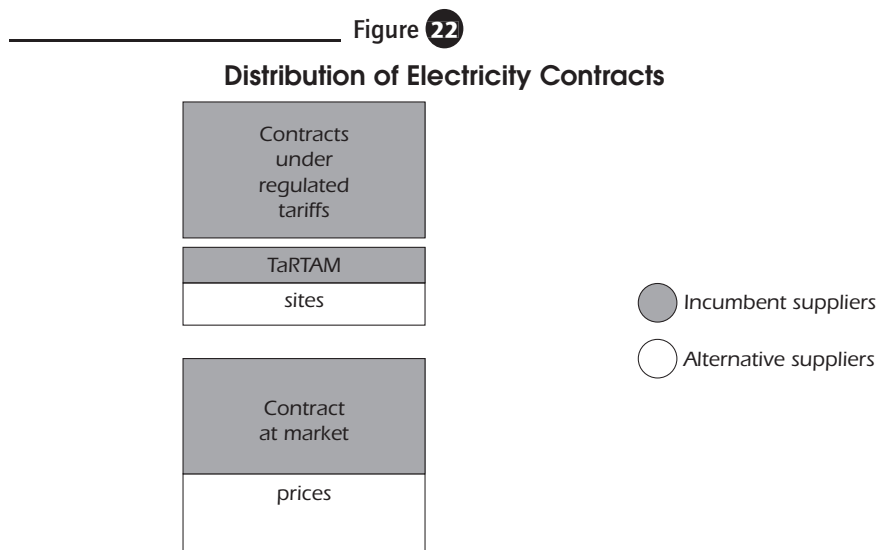 Figure 22
Distribution of Electricity Contracts
Contracts
under
regulated
tariffs
TaRTAM
sites
Incumbent suppliers
Alternative suppliers
Contract
at market
prices